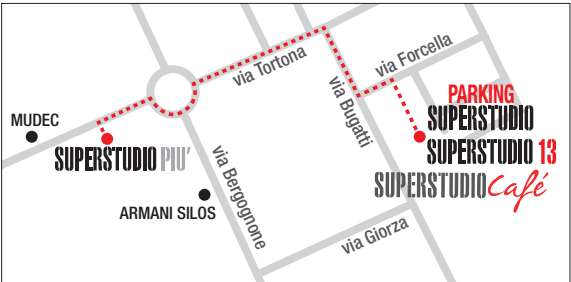 via Tortona
via Forcella
via Bugatti
PARKING
SUPERSTUDIO
SUPERSTUDIO 13
SUPERSTUDIO Café
MUDEC
SUPERSTUDIO PIU'
via Bergognone
ARMANI SILOS
via Giorza